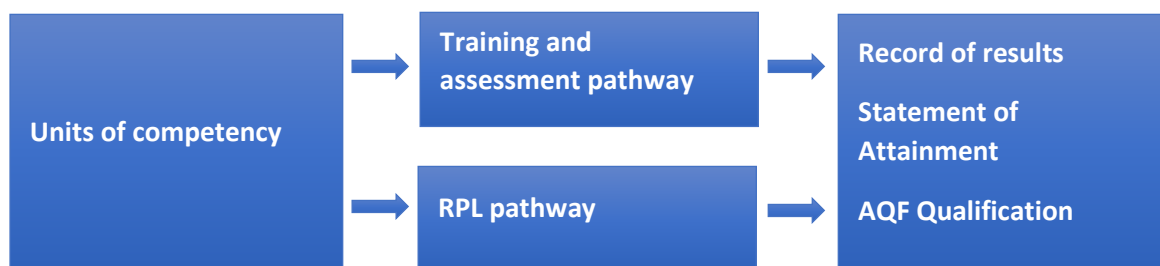 Units of competency
Training and
assessment pathway
RPL pathway
Record of results
Statement of
Attainment
AQF Qualification